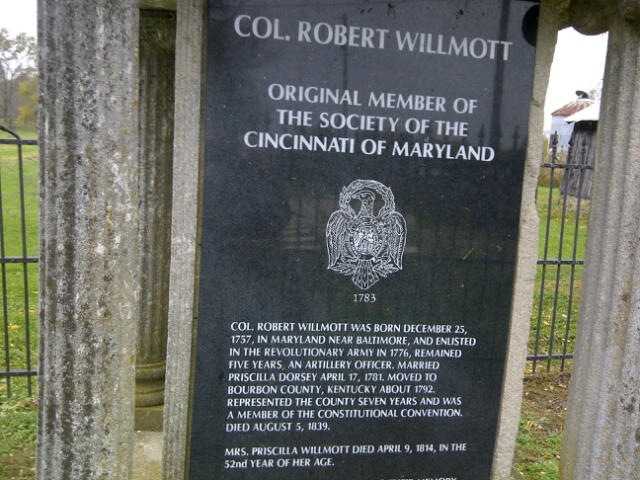 COL. ROBERT WILLMOTT
ORIGINAL MEMBER OF
THE SOCIETY OF THE
CINCINNATI OF MARYLAND
1783
COL. ROBERT WILLMOTT WAS BORN DECEMBER 25,
1757, IN MARYLAND NEAR BALTIMORE, AND ENLISTED
IN THE REVOLUTIONARY ARMY IN 1776, REMAINED
FIVE YEARS, AN ARTILLERY OFFICER. MARRIED
PRISCILLA DORSEY APRIL 17, 1781. MOVED TO
BOURBON COUNTY, KENTUCKY ABOUT 1792.
REPRESENTED THE COUNTY SEVEN YEARS AND WAS
A MEMBER OF THE CONSTITUTIONAL CONVENTION.
DIED AUGUST 5, 1839.
MRS. PRISCILLA WILLMOTT DIED APRIL 9, 1814, IN THE
52nd YEAR OF HER AGE.
MEMORY